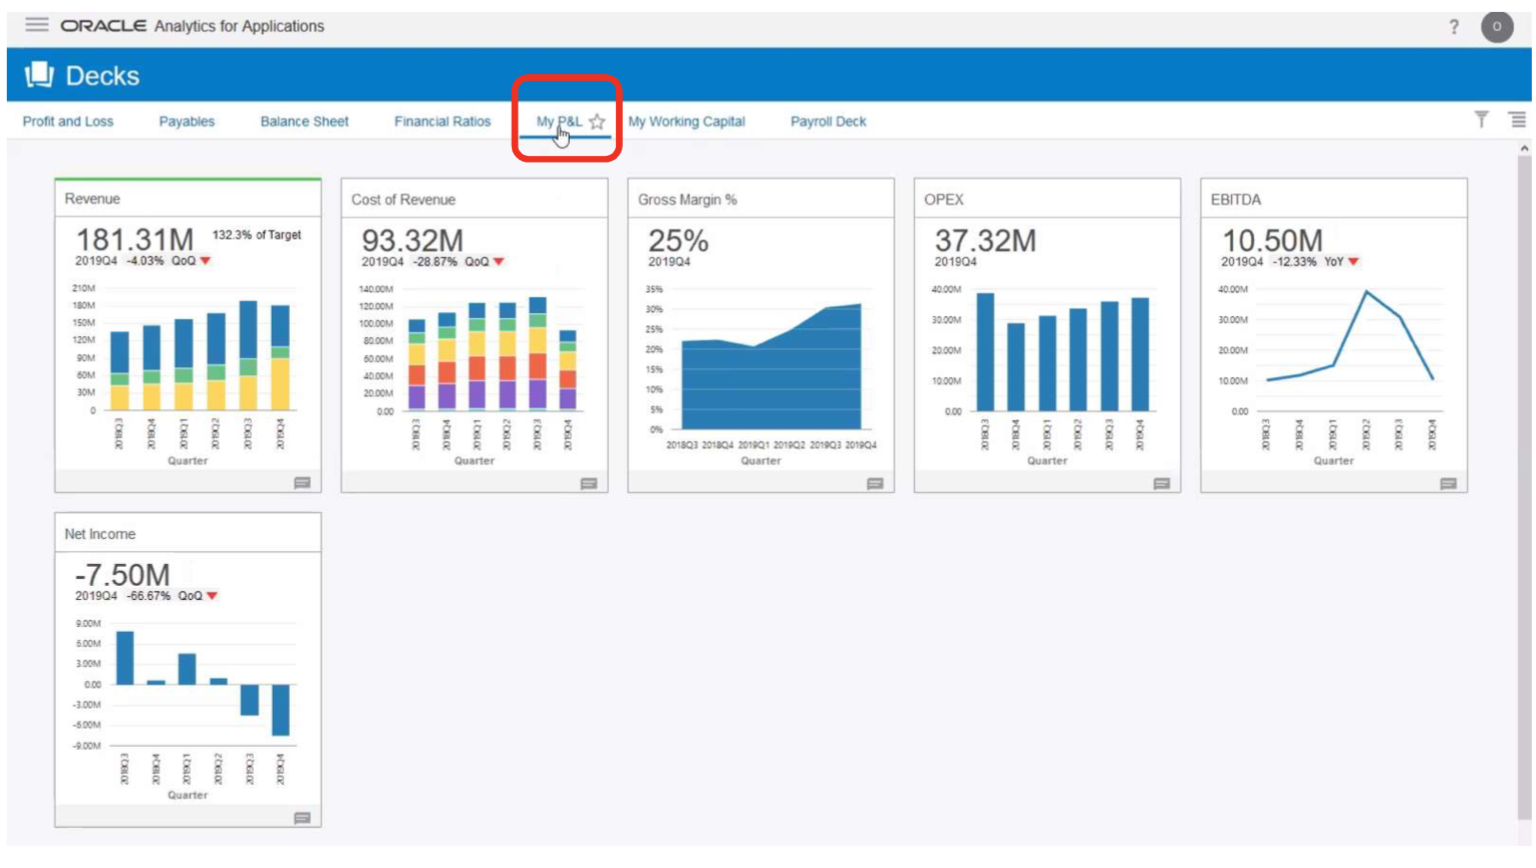 ORACLE Analytics for Applications
?
O
Decks
Profit and Loss
Payables
Balance Sheet
Financial Ratios
My P&L
My Working Capital
Payroll Deck
Revenue
181.31M 132.3% of Target
2019Q4 -4.03% QoQ
210M
180M
150M
120M
90M
60M
30M
0
2018Q3 2018Q4 2019Q1 2019Q2 2019Q3 2019Q4
Quarter
Cost of Revenue
93.32M
2019Q4 -28.87% QoQ
140.00M
120.00M
100.00M
80.00M
60.00M
40.00M
20.00M
0.00
2018Q3 2018Q4 2019Q1 2019Q2 2019Q3 2019Q4
Quarter
Gross Margin %
25%
2019Q4
35%
30%
25%
20%
15%
10%
5%
0%
2018Q3 2018Q4 2019Q1 2019Q2 2019Q3 2019Q4
Quarter
OPEX
37.32M
2019Q4
40.00M
30.00M
20.00M
10.00M
0.00
2018Q3 2018Q4 2019Q1 2019Q2 2019Q3 2019Q4
Quarter
EBITDA
10.50M
2019Q4 -12.33% YoY
40.00M
30.00M
20.00M
10.00M
0.00
2018Q3 2018Q4 2019Q1 2019Q2 2019Q3 2019Q4
Quarter
Net Income
-7.50M
2019Q4 -66.67% QoQ
9.00M
6.00M
3.00M
0.00
-3.00M
-6.00M
-9.00M
2018Q3 2018Q4 2019Q1 2019Q2 2019Q3 2019Q4
Quarter